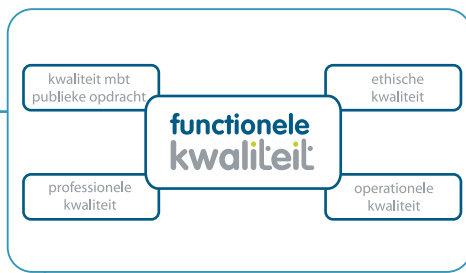 kwaliteit mbt
publieke opdracht
ethische
kwaliteit
functionele
kwaliteit
professionele
kwaliteit
operationele
kwaliteit